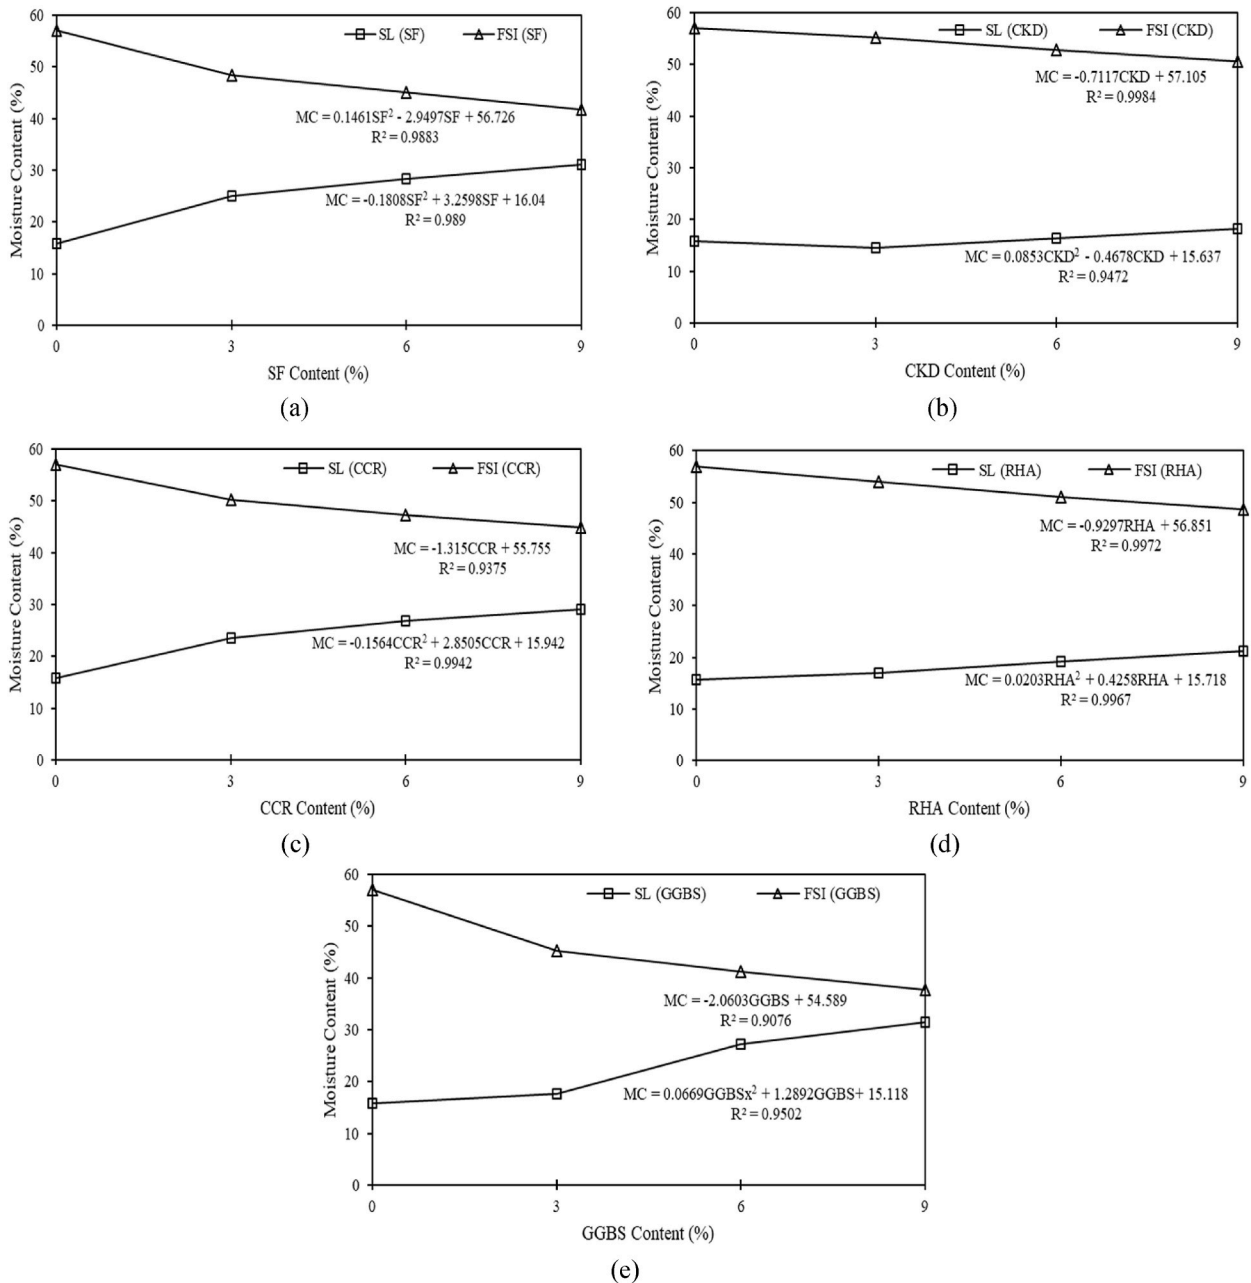 60
50
40
30
20
10
0
Moisture Content (%)
SL (SF) FSI (SF)
MC = 0.1461SF² - 2.9497SF + 56.726
R² = 0.9883
MC = -0.1808SF² + 3.2598SF + 16.04
R² = 0.989
0 3 6 9
SF Content (%)
(a)
60
50
40
30
20
10
0
Moisture Content (%)
SL (CKD) FSI (CKD)
MC = -0.7117CKD + 57.105
R² = 0.9984
MC = 0.0853CKD² - 0.4678CKD + 15.637
R² = 0.9472
0 3 6 9
CKD Content (%)
(b)
60
50
40
30
20
10
0
Moisture Content (%)
SL (CCR) FSI (CCR)
MC = -1.315CCR + 55.755
R² = 0.9375
MC = -0.1564CCR² + 2.8505CCR + 15.942
R² = 0.9942
0 3 6 9
CCR Content (%)
(c)
60
50
40
30
20
10
0
Moisture Content (%)
SL (RHA) FSI (RHA)
MC = -0.9297RHA + 56.851
R² = 0.9972
MC = 0.0203RHA² + 0.4258RHA + 15.718
R² = 0.9967
0 3 6 9
RHA Content (%)
(d)
60
50
40
30
20
10
0
Moisture Content (%)
SL (GGBS) FSI (GGBS)
MC = -2.0603GGBS + 54.589
R² = 0.9076
MC = 0.0669GGBSx² + 1.2892GGBS+ 15.118
R² = 0.9502
0 3 6 9
GGBS Content (%)
(e)